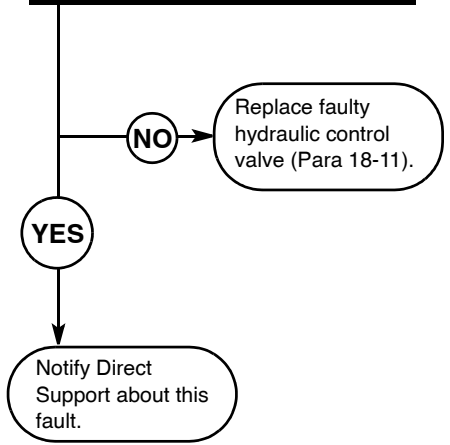 NO
Replace faulty
hydraulic control
valve (Para 18-11).
YES
Notify Direct
Support about this
fault.